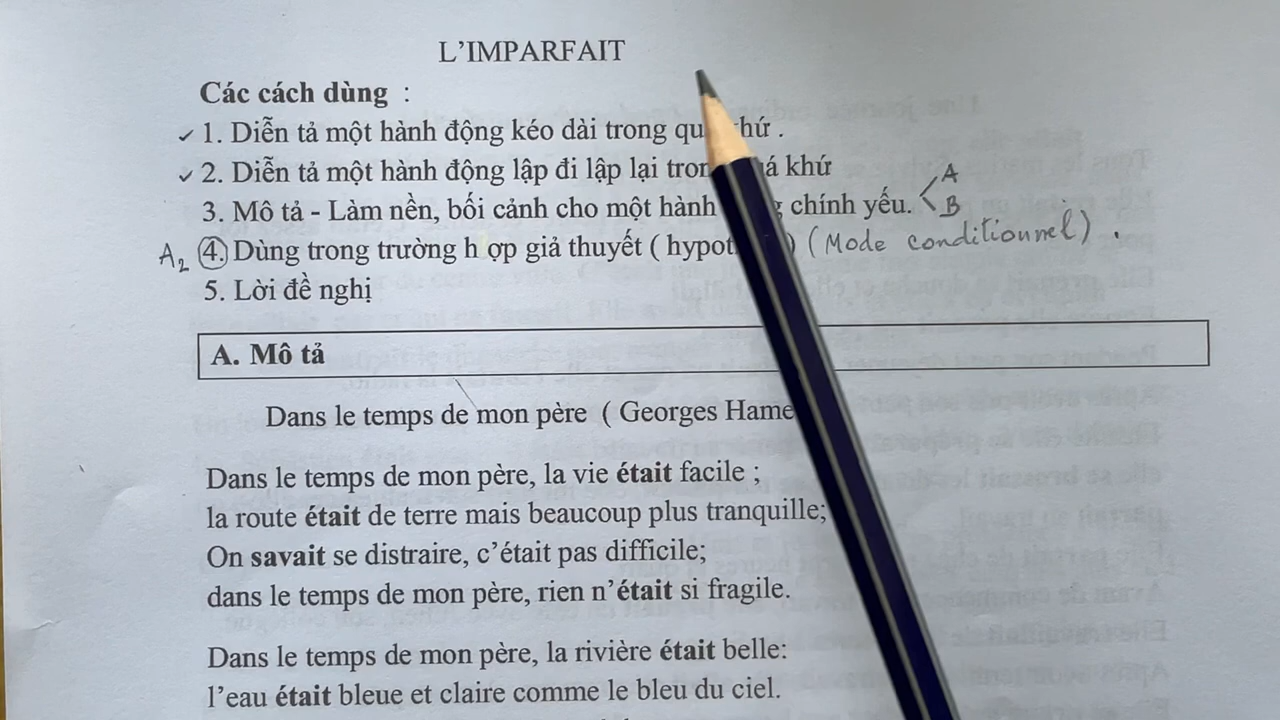 L'IMPARFAIT
Các cách dùng :
✓ 1. Diễn tả một hành động kéo dài trong khứ .
✓ 2. Diễn tả một hành động lập đi lập lại khứ
3. Mô tả - Làm nền, bối cảnh cho một hành chính yếu. < A B
A2 4. Dùng trong trường h ợp giả thuyết ( ) (Mode conditionnel) .
5. Lời đề nghị
A. Mô tả
Dans le temps de mon père ( Georges
Dans le temps de mon père, la vie était facile ;
la route était de terre mais beaucoup plus tranquille;
On savait se distraire, c'était pas difficile;
dans le temps de mon père, rien n'était si fragile.
Dans le temps de mon père, la rivière était belle:
l'eau était bleue et claire comme le bleu du ciel.